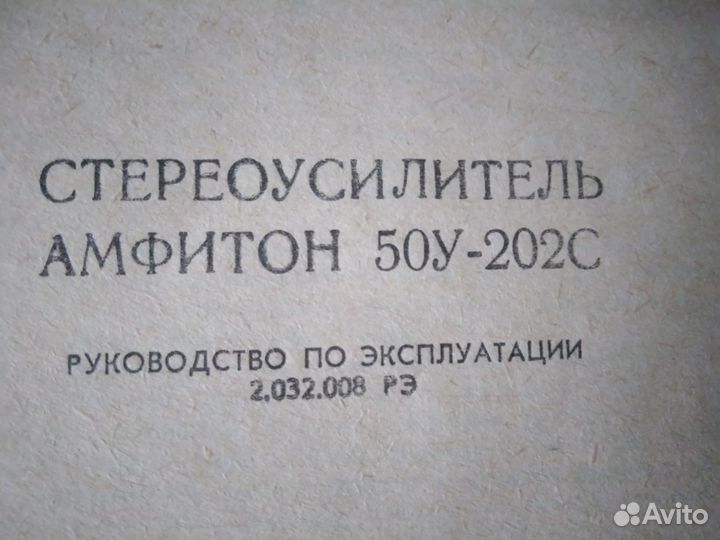 СТЕРЕОУСИЛИТЕЛЬ
АМФИТОН 50У-202С
РУКОВОДСТВО ПО ЭКСПЛУАТАЦИИ
2.032.008 РЭ
Avito